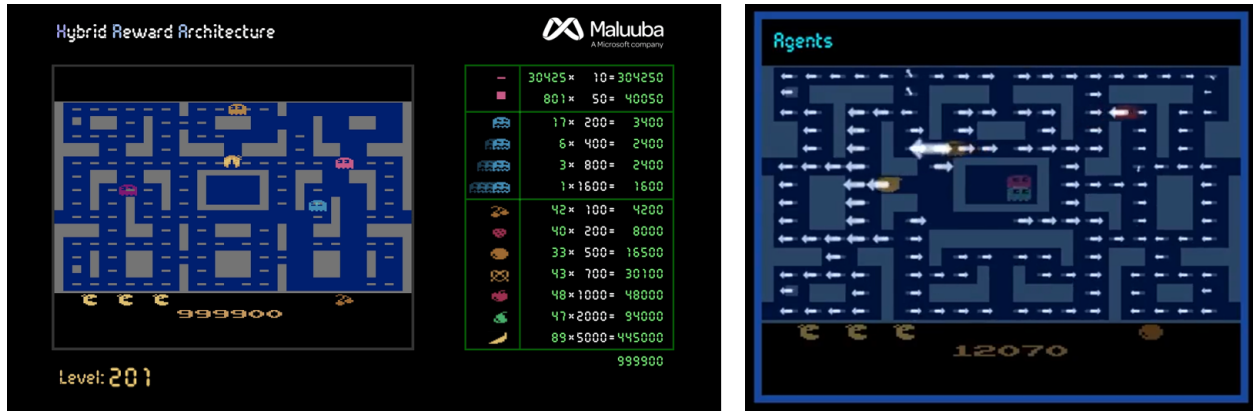 Hybrid Reward Architecture
Maluuba
A Microsoft company
30425× 10=304250
801× 50= 40050
17× 200= 3400
6× 400= 2400
3× 800= 2400
1×1600= 1600
42× 100= 4200
40× 200= 8000
33× 500= 16500
43× 700= 30100
48×1000= 48000
47×2000= 94000
89×5000=445000
999900
999900
Level: 201
Agents
12070